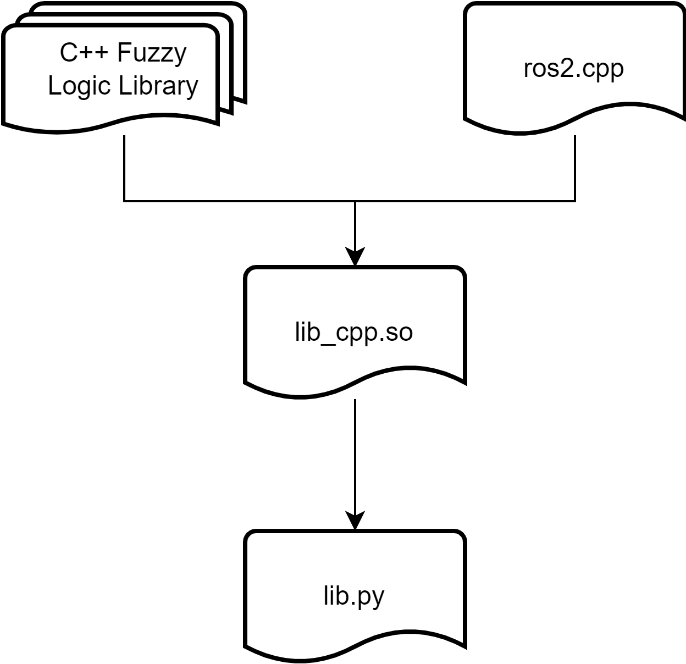 C++ Fuzzy
Logic Library
ros2.cpp
lib_cpp.so
lib.py